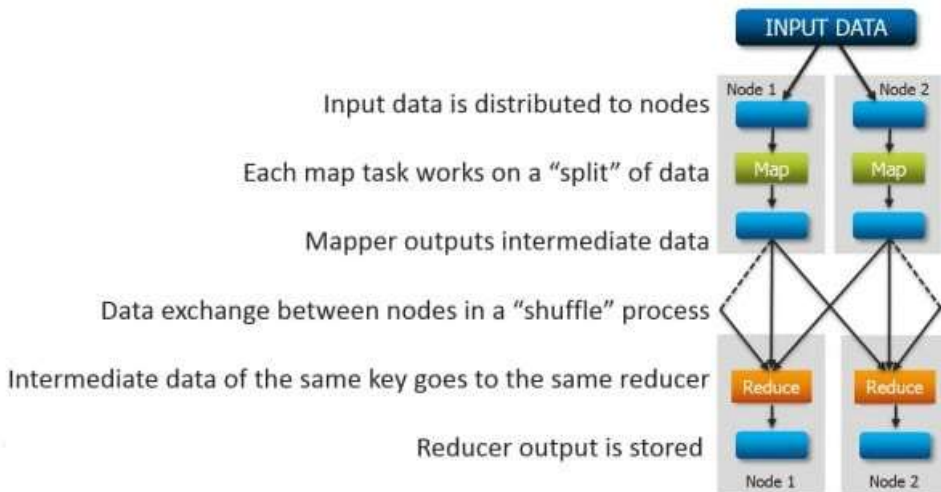 INPUT DATA
Node 1
Node 2
Input data is distributed to nodes
Each map task works on a “split” of data
Map
Map
Mapper outputs intermediate data
Data exchange between nodes in a “shuffle” process
Intermediate data of the same key goes to the same reducer
Reduce
Reduce
Reducer output is stored
Node 1
Node 2